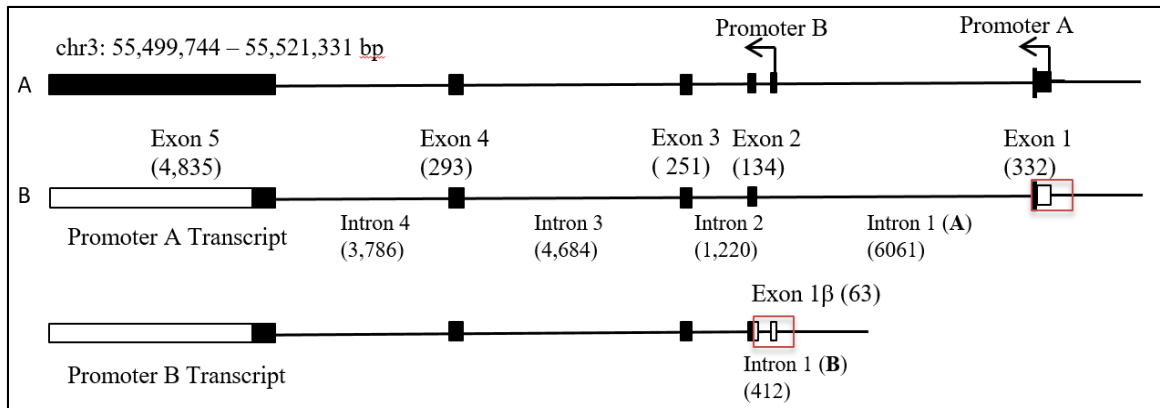 Promoter A
Promoter B
chr3: 55,499,744 – 55,521,331 bp
A
Exon 5
(4,835)
Exon 4
(293)
Exon 3
( 251)
Exon 2
(134)
Exon 1
(332)
B
Promoter A Transcript
Intron 4
(3,786)
Intron 3
(4,684)
Intron 2
(1,220)
Intron 1 (A)
(6061)
Exon 1β (63)
Promoter B Transcript
Intron 1 (B)
(412)